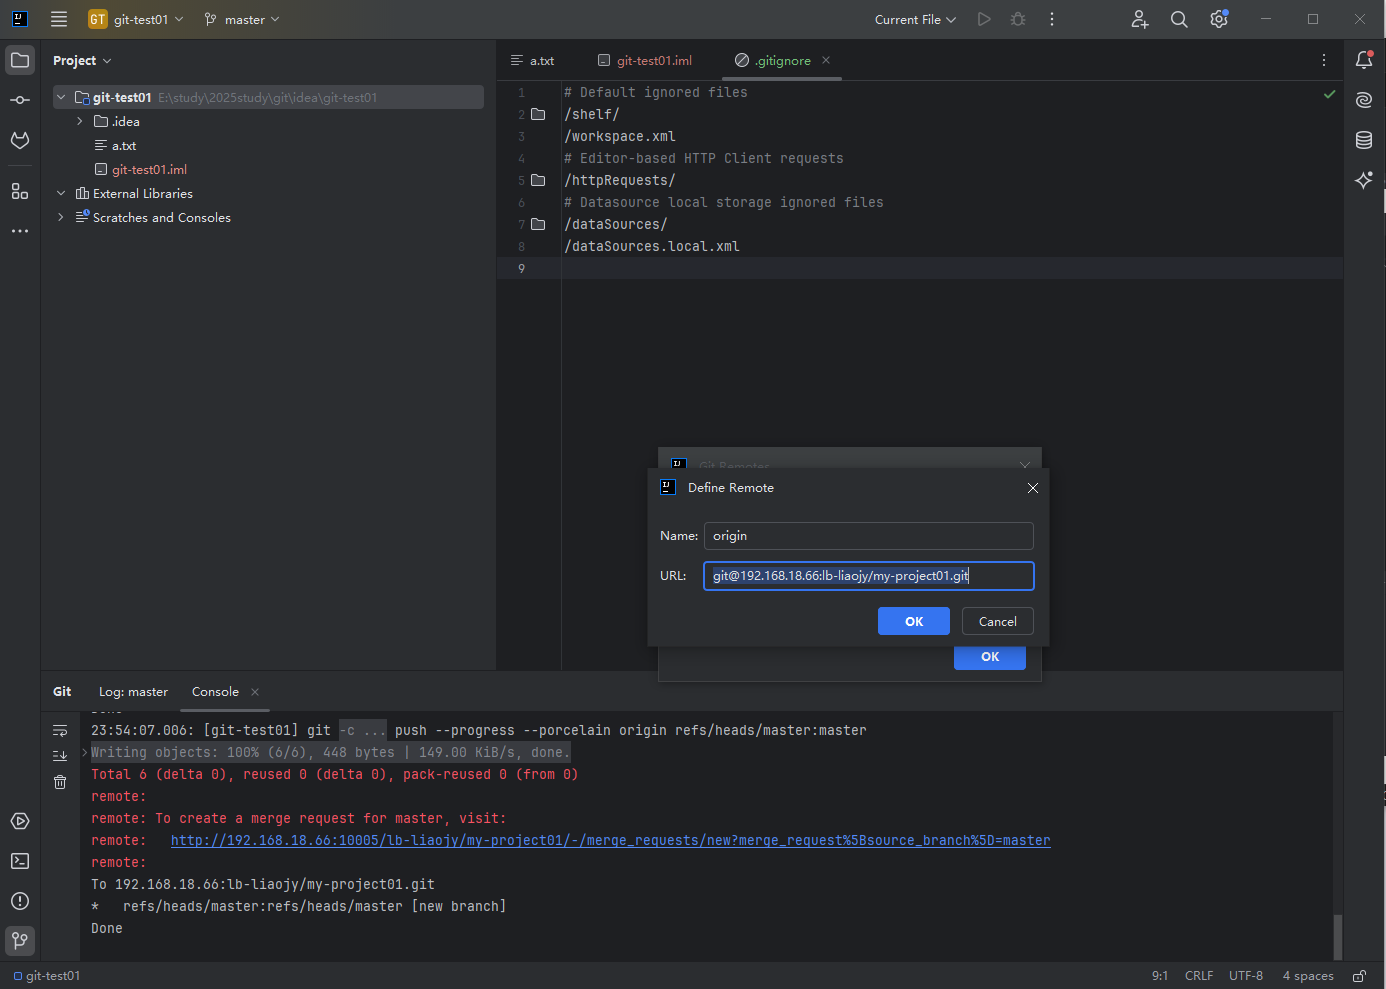 GT git-test01
master
Current File
Project
git-test01 E:\study\2025study\git\idea\git-test01
.idea
a.txt
git-test01.iml
External Libraries
Scratches and Consoles
a.txt
git-test01.iml
.gitignore
1 # Default ignored files
2 /shelf/
3 /workspace.xml
4 # Editor-based HTTP Client requests
5 /httpRequests/
6 # Datasource local storage ignored files
7 /dataSources/
8 /dataSources.local.xml
9
Git Remotes
Define Remote
Name: origin
URL: git@192.168.18.66:lb-liaojy/my-project01.git
OK
Cancel
OK
Git
Log: master
Console
Done
23:54:07.006: [git-test01] git -c ... push --progress --porcelain origin refs/heads/master:master
Writing objects: 100% (6/6), 448 bytes | 149.00 KiB/s, done.
Total 6 (delta 0), reused 0 (delta 0), pack-reused 0 (from 0)
remote:
remote: To create a merge request for master, visit:
remote:   http://192.168.18.66:10005/lb-liaojy/my-project01/-/merge_requests/new?merge_request%5Bsource_branch%5D=master
remote:
To 192.168.18.66:lb-liaojy/my-project01.git
*   refs/heads/master:refs/heads/master [new branch]
Done
git-test01
9:1
CRLF
UTF-8
4 spaces